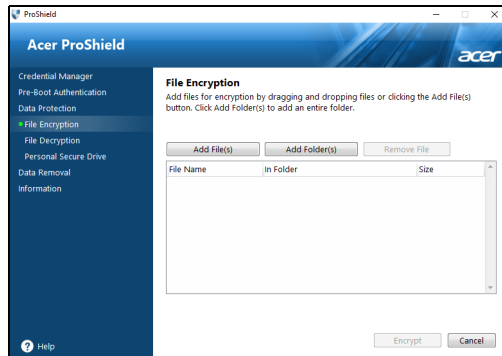 ProShield
Acer ProShield
acer
Credential Manager
Pre-Boot Authentication
Data Protection
File Encryption
File Decryption
Personal Secure Drive
Data Removal
Information
Help
File Encryption
Add files for encryption by dragging and dropping files or clicking the Add File(s)
button. Click Add Folder(s) to add an entire folder.
Add File(s) Add Folder(s) Remove File
File Name In Folder Size
Encrypt Cancel